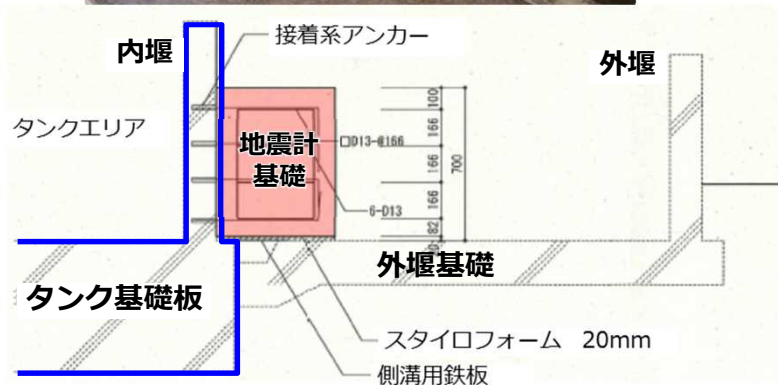 内堰
接着系アンカー
外堰
タンクエリア
地震計
基礎
□D13-@166
6-D13
100
166
166
166
82
700
外堰基礎
タンク基礎板
スタイロフォーム 20mm
側溝用鉄板